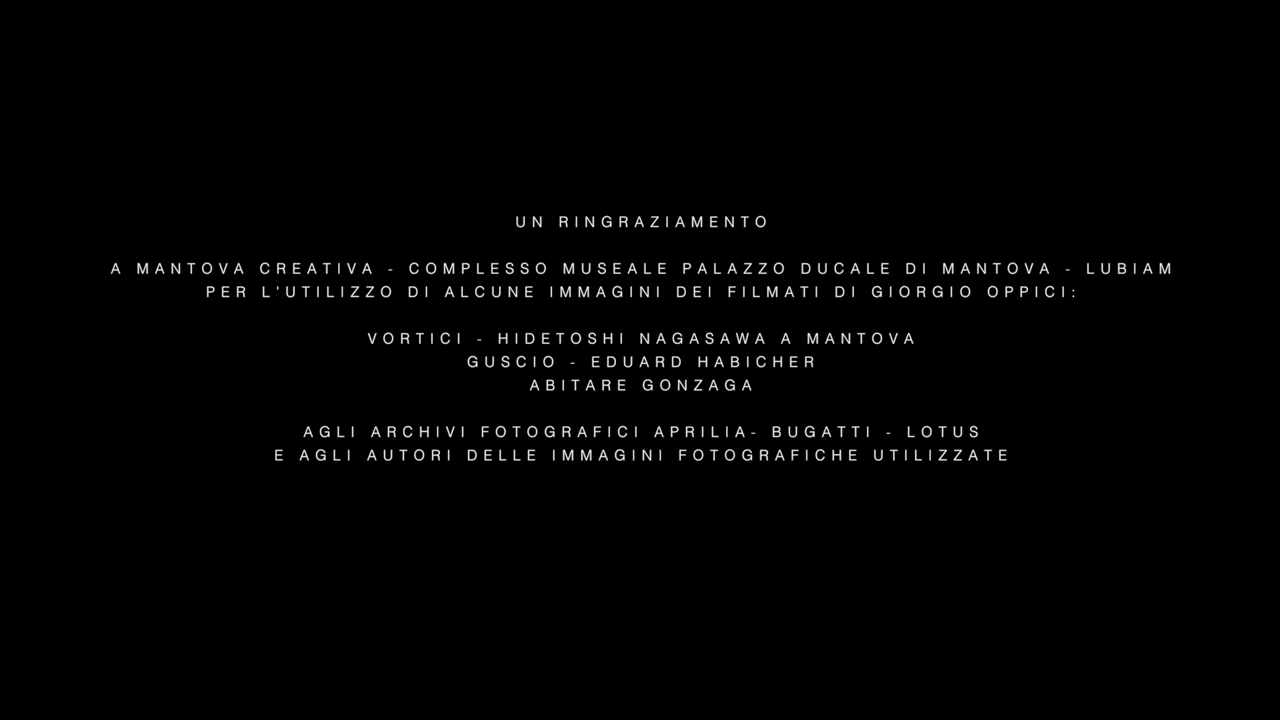 UN RINGRAZIAMENTO
A MANTOVA CREATIVA - COMPLESSO MUSEALE PALAZZO DUCALE DI MANTOVA - LUBIAM
PER L'UTILIZZO DI ALCUNE IMMAGINI DEI FILMATI DI GIORGIO OPPICI:
VORTICI - HIDETOSHI NAGASAWA A MANTOVA
GUSCIO - EDUARD HABICHER
ABITARE GONZAGA
AGLI ARCHIVI FOTOGRAFICI APRILIA- BUGATTI - LOTUS
E AGLI AUTORI DELLE IMMAGINI FOTOGRAFICHE UTILIZZATE